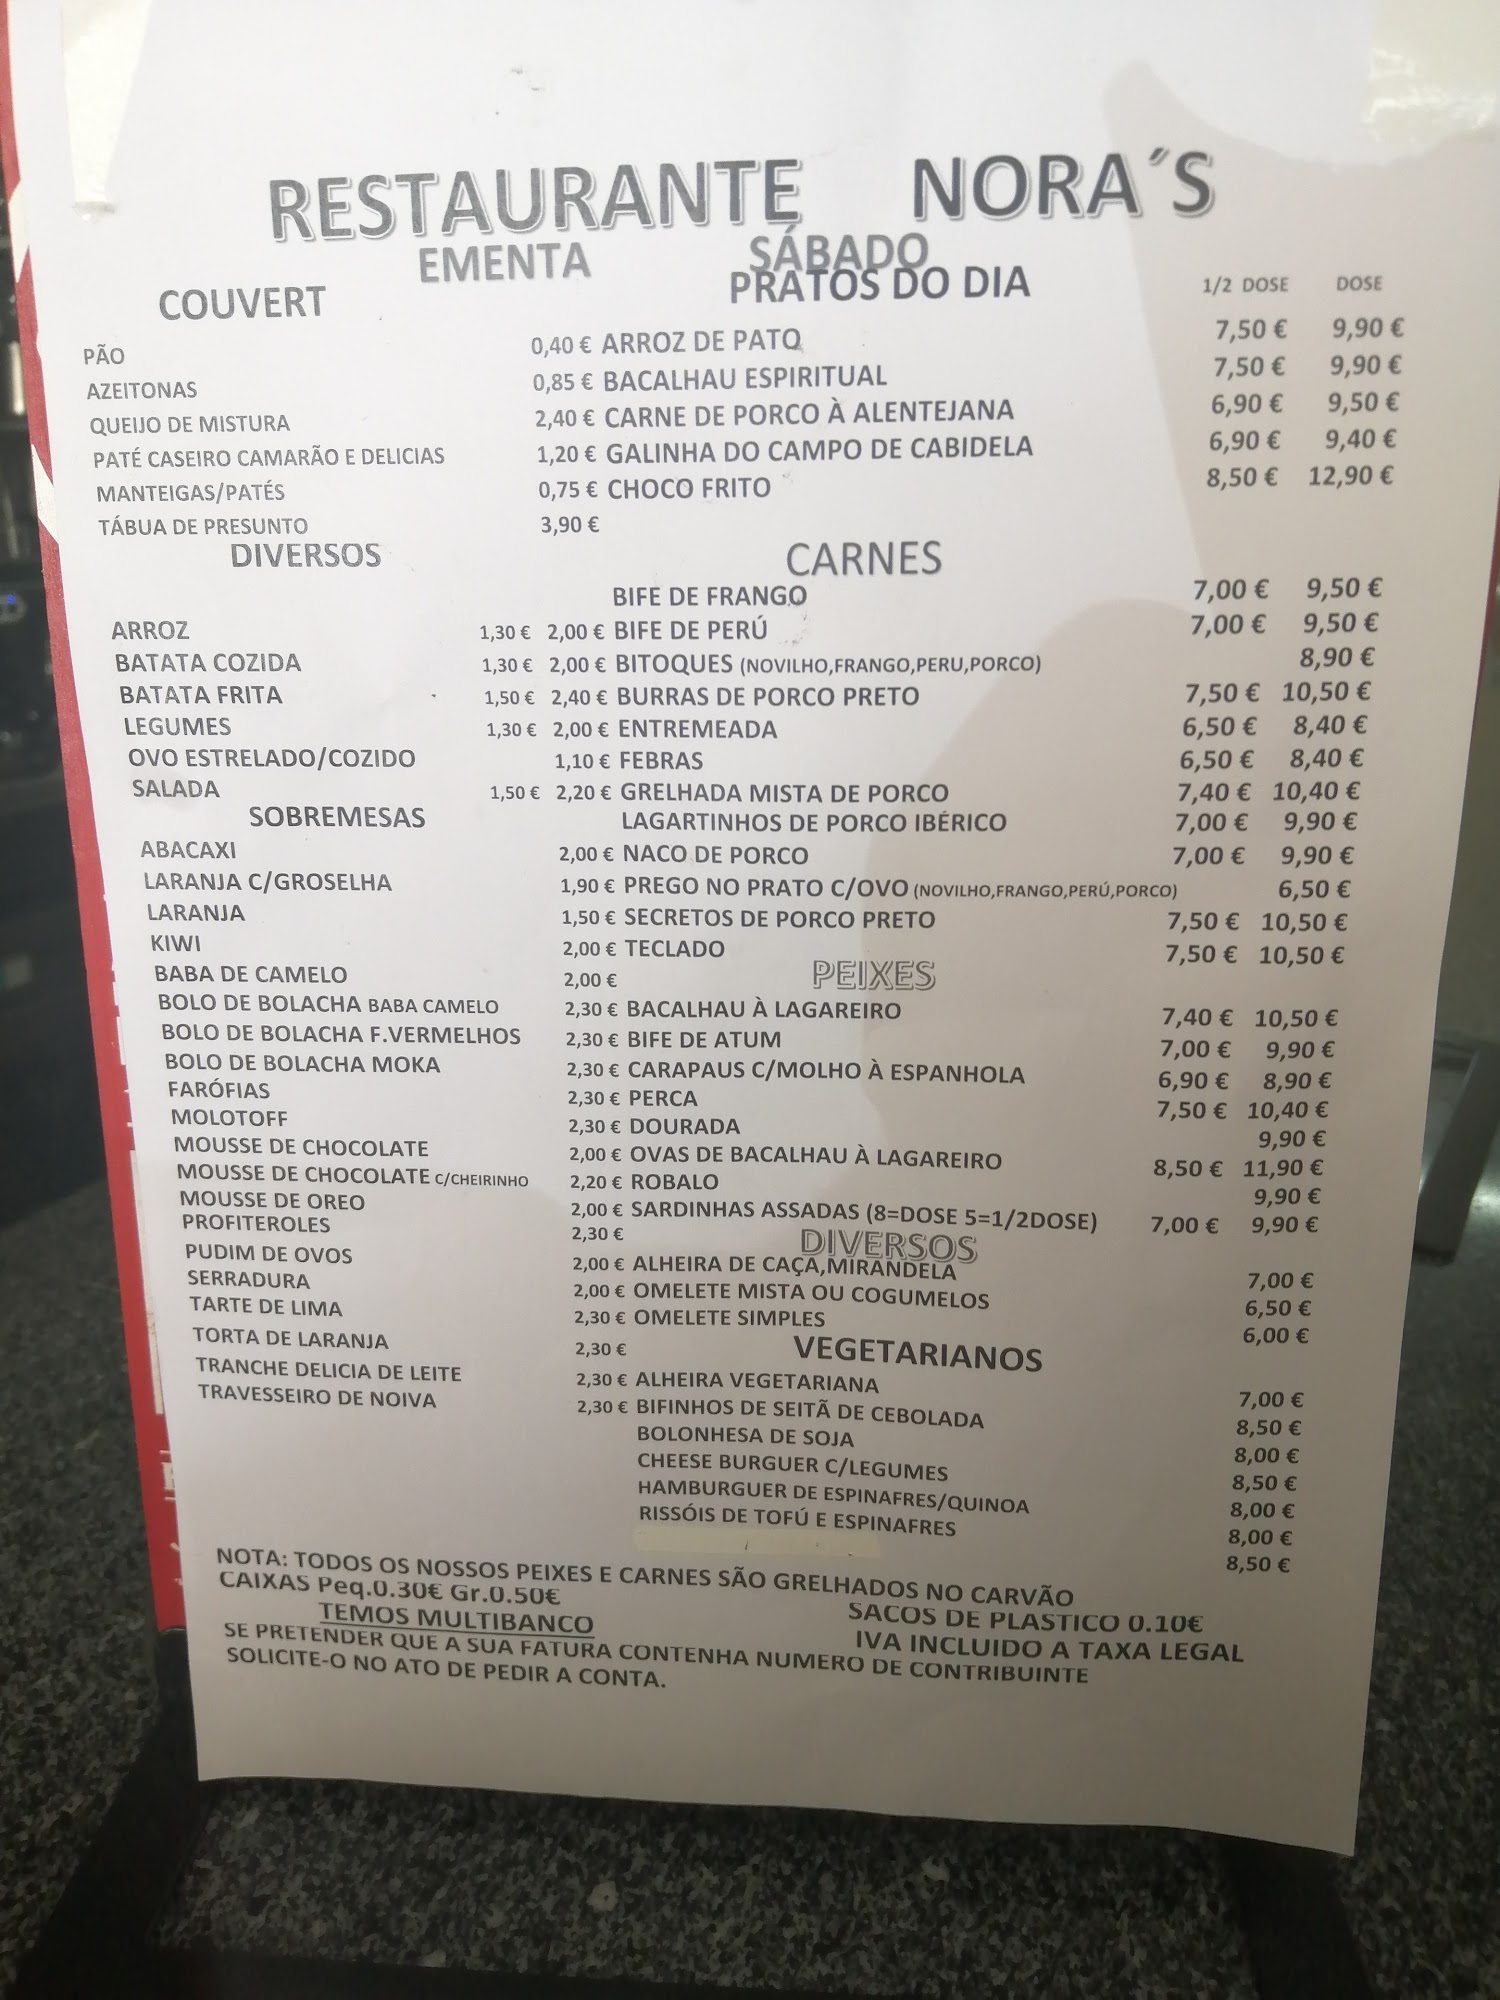 RESTAURANTE NORA´S
EMENTA SÁBADO
COUVERT PRATOS DO DIA 1/2 DOSE DOSE
PÃO 0,40 € ARROZ DE PATO 7,50 € 9,90 €
AZEITONAS 0,85 € BACALHAU ESPIRITUAL 7,50 € 9,90 €
QUEIJO DE MISTURA 2,40 € CARNE DE PORCO À ALENTEJANA 6,90 € 9,50 €
PATÉ CASEIRO CAMARÃO E DELICIAS 1,20 € GALINHA DO CAMPO DE CABIDELA 6,90 € 9,40 €
MANTEIGAS/PATÉS 0,75 € CHOCO FRITO 8,50 € 12,90 €
TÁBUA DE PRESUNTO 3,90 €
DIVERSOS CARNES
BIFE DE FRANGO 7,00 € 9,50 €
ARROZ 1,30 € 2,00 € BIFE DE PERÚ 7,00 € 9,50 €
BATATA COZIDA 1,30 € 2,00 € BITOQUES (NOVILHO,FRANGO,PERU,PORCO) 8,90 €
BATATA FRITA 1,50 € 2,40 € BURRAS DE PORCO PRETO 7,50 € 10,50 €
LEGUMES 1,30 € 2,00 € ENTREMEADA 6,50 € 8,40 €
OVO ESTRELADO/COZIDO 1,10 € FEBRAS 6,50 € 8,40 €
SALADA 1,50 € 2,20 € GRELHADA MISTA DE PORCO 7,40 € 10,40 €
SOBREMESAS LAGARTINHOS DE PORCO IBÉRICO 7,00 € 9,90 €
ABACAXI 2,00 € NACO DE PORCO 7,00 € 9,90 €
LARANJA C/GROSELHA 1,90 € PREGO NO PRATO C/OVO (NOVILHO,FRANGO,PERÚ,PORCO) 6,50 €
LARANJA 1,50 € SECRETOS DE PORCO PRETO 7,50 € 10,50 €
KIWI 2,00 € TECLADO 7,50 € 10,50 €
BABA DE CAMELO 2,00 € PEIXES
BOLO DE BOLACHA BABA CAMELO 2,30 € BACALHAU À LAGAREIRO 7,40 € 10,50 €
BOLO DE BOLACHA F.VERMELHOS 2,30 € BIFE DE ATUM 7,00 € 9,90 €
BOLO DE BOLACHA MOKA 2,30 € CARAPAUS C/MOLHO À ESPANHOLA 6,90 € 8,90 €
FARÓFIAS 2,30 € PERCA 7,50 € 10,40 €
MOLOTOFF 2,30 € DOURADA 9,90 €
MOUSSE DE CHOCOLATE 2,00 € OVAS DE BACALHAU À LAGAREIRO 8,50 € 11,90 €
MOUSSE DE CHOCOLATE C/CHEIRINHO 2,20 € ROBALO 9,90 €
MOUSSE DE OREO 2,00 € SARDINHAS ASSADAS (8=DOSE 5=1/2DOSE) 7,00 € 9,90 €
PROFITEROLES 2,30 € DIVERSOS
PUDIM DE OVOS 2,00 € ALHEIRA DE CAÇA,MIRANDELA 7,00 €
SERRADURA 2,00 € OMELETE MISTA OU COGUMELOS 6,50 €
TARTE DE LIMA 2,30 € OMELETE SIMPLES 6,00 €
TORTA DE LARANJA 2,30 € VEGETARIANOS
TRANCHE DELICIA DE LEITE 2,30 € ALHEIRA VEGETARIANA 7,00 €
TRAVESSEIRO DE NOIVA 2,30 € BIFINHOS DE SEITÃ DE CEBOLADA 8,50 €
BOLONHESA DE SOJA 8,00 €
CHEESE BURGUER C/LEGUMES 8,50 €
HAMBURGUER DE ESPINAFRES/QUINOA 8,00 €
RISSÓIS DE TOFÚ E ESPINAFRES 8,00 €
8,50 €
NOTA: TODOS OS NOSSOS PEIXES E CARNES SÃO GRELHADOS NO CARVÃO
CAIXAS Peq.0.30€ Gr.0.50€ SACOS DE PLASTICO 0.10€
TEMOS MULTIBANCO IVA INCLUIDO A TAXA LEGAL
SE PRETENDER QUE A SUA FATURA CONTENHA NUMERO DE CONTRIBUINTE
SOLICITE-O NO ATO DE PEDIR A CONTA.